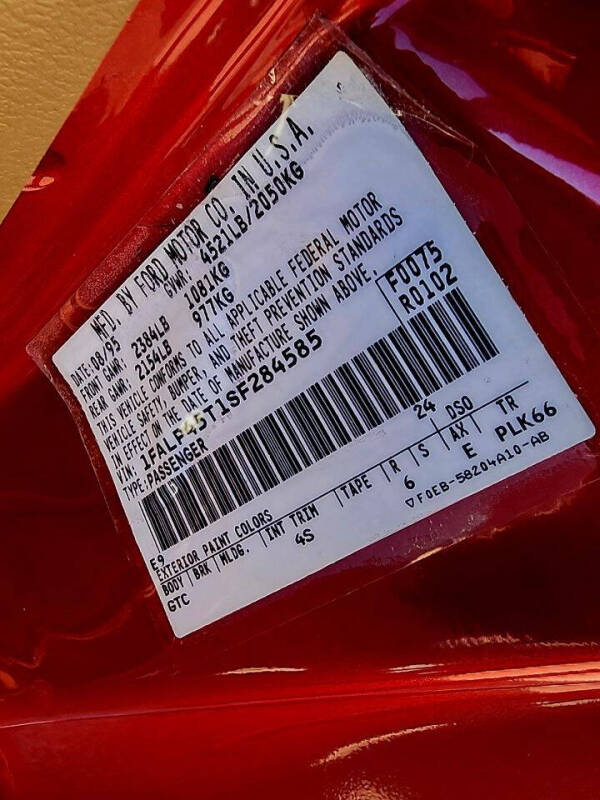 MFD. BY FORD MOTOR CO. IN U.S.A.
DATE: 08/95 GVWR: 4521LB/2050KG
FRONT GAWR: 2384LB 1081KG
REAR GAWR: 2154LB 977KG
THIS VEHICLE CONFORMS TO ALL APPLICABLE FEDERAL MOTOR
VEHICLE SAFETY, BUMPER, AND THEFT PREVENTION STANDARDS
IN EFFECT ON THE DATE OF MANUFACTURE SHOWN ABOVE.
VIN: 1FALP45T1SF284585 F0075
TYPE: PASSENGER R0102
E9 24 DSO
EXTERIOR PAINT COLORS
BODY BRK MLDG. INT TRIM TAPE R S AX TR
GTC 4S 6 E PLK66
▽F0EB-58204A10-AB